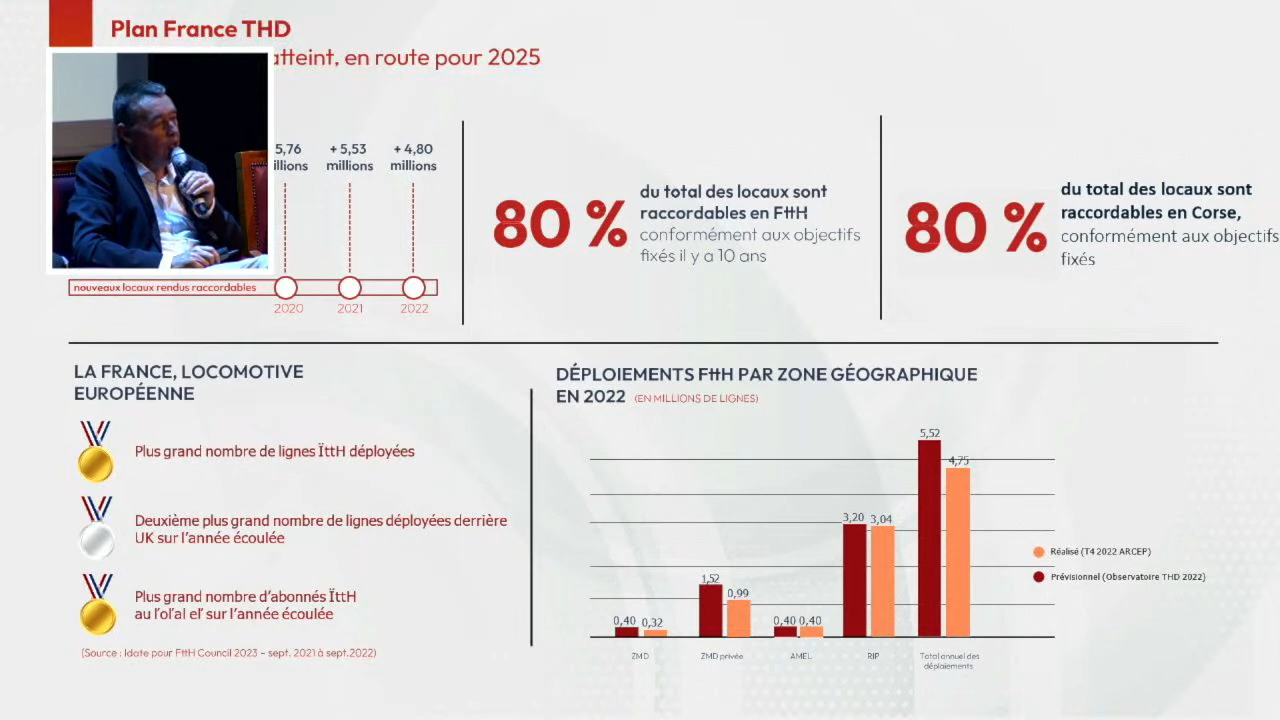 Plan France THD
atteint, en route pour 2025
5,76
illions
+ 5,53
millions
+ 4,80
millions
nouveaux locaux rendus raccordables
2020
2021
2022
80 %
du total des locaux sont
raccordables en FttH
conformément aux objectifs
fixés il y a 10 ans
80 %
du total des locaux sont
raccordables en Corse,
conformément aux objectifs
fixés
LA FRANCE, LOCOMOTIVE
EUROPÉENNE
Plus grand nombre de lignes ÏttH déployées
Deuxième plus grand nombre de lignes déployées derrière
UK sur l'année écoulée
Plus grand nombre d'abonnés ÏttH
au l'ol'al el' sur l'année écoulée
(Source : Idate pour FttH Council 2023 – sept. 2021 à sept.2022)
DÉPLOIEMENTS FttH PAR ZONE GÉOGRAPHIQUE
EN 2022 (EN MILLIONS DE LIGNES)
0,40 0,32
1,52
0,99
0,40 0,40
3,20 3,04
5,52
4,75
ZMD
ZMD privée
AMEL
RIP
Total annuel des
déploiements
Réalisé (T4 2022 ARCEP)
Prévisionnel (Observatoire THD 2022)